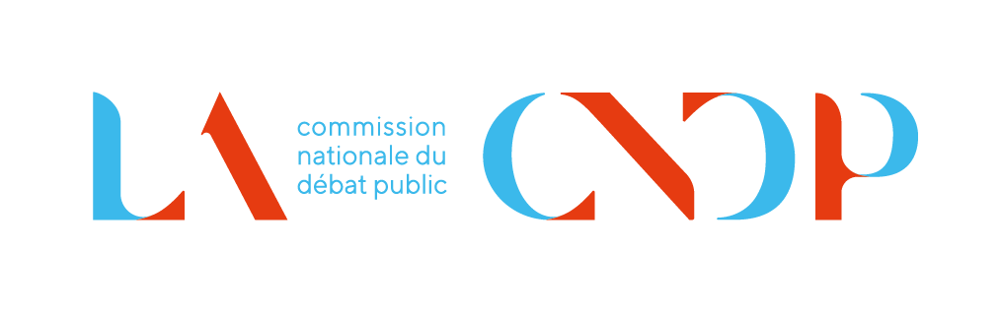 LA
commission
nationale du
débat public
CNDP